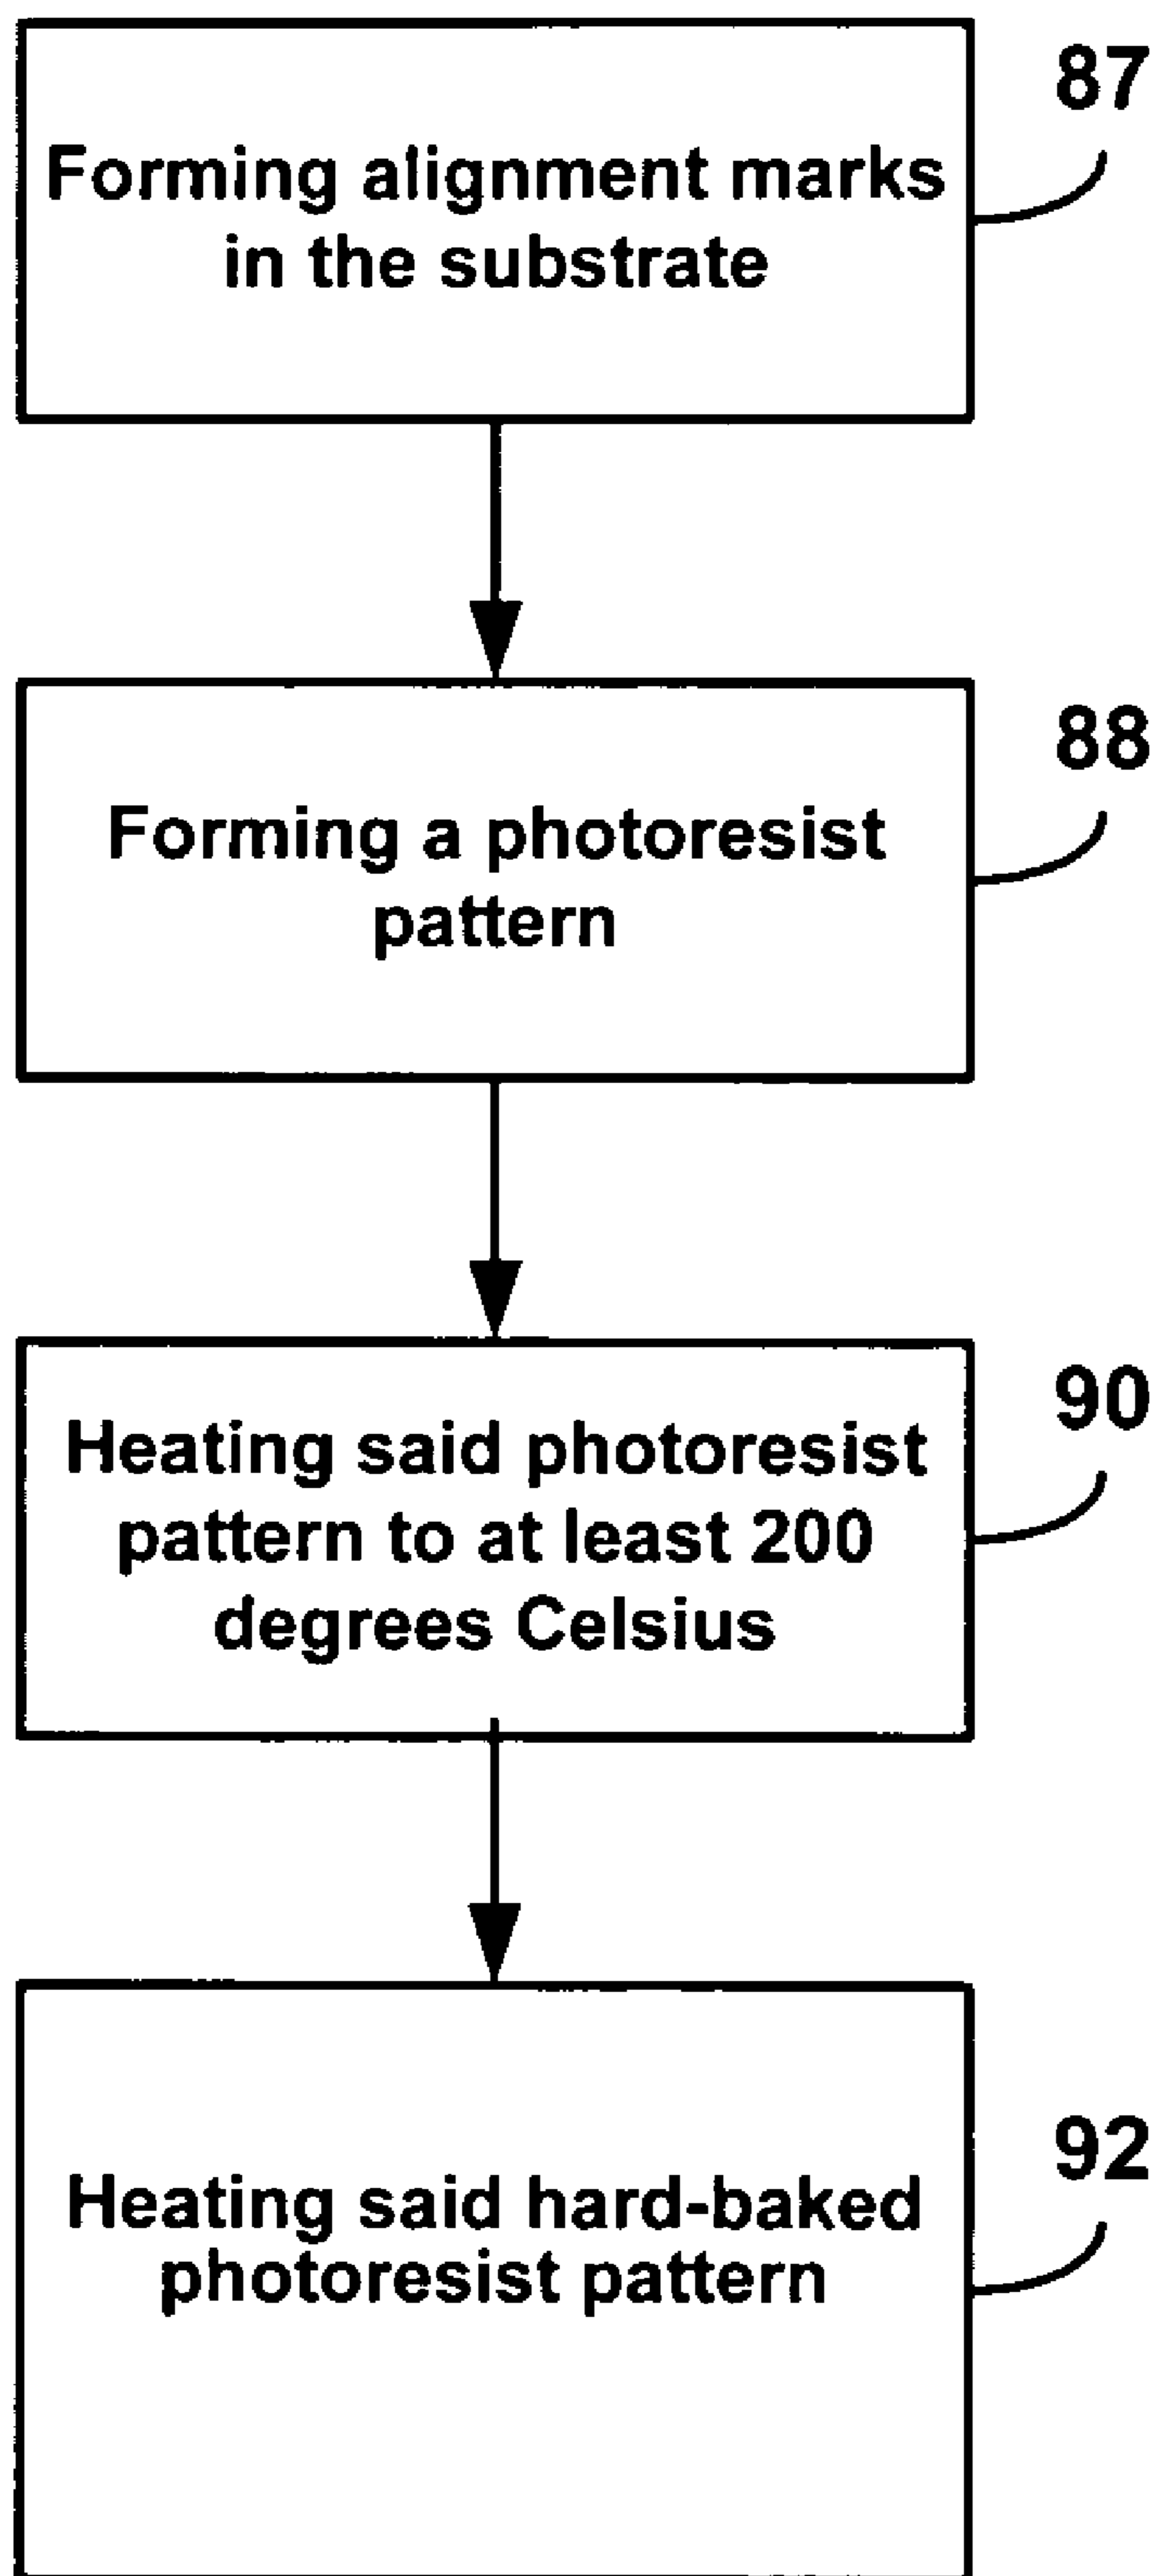 87
Forming alignment marks
in the substrate
88
Forming a photoresist
pattern
90
Heating said photoresist
pattern to at least 200
degrees Celsius
92
Heating said hard-baked
photoresist pattern